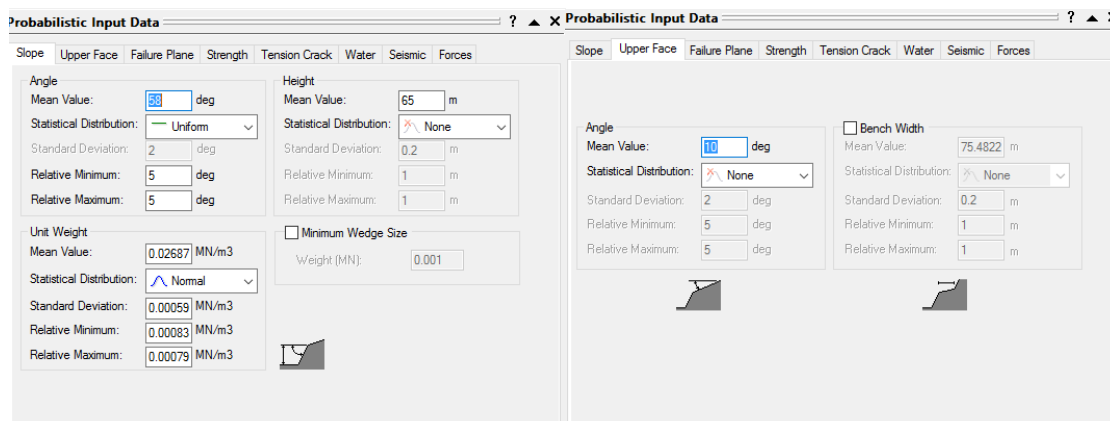 Probabilistic Input Data ? ▲ X
Slope Upper Face Failure Plane Strength Tension Crack Water Seismic Forces
Angle
Mean Value: 58 deg
Statistical Distribution: Uniform
Standard Deviation: 2 deg
Relative Minimum: 5 deg
Relative Maximum: 5 deg
Height
Mean Value: 65 m
Statistical Distribution: None
Standard Deviation: 0.2 m
Relative Minimum: 1 m
Relative Maximum: 1 m
Unit Weight
Mean Value: 0.02687 MN/m3
Statistical Distribution: Normal
Standard Deviation: 0.00059 MN/m3
Relative Minimum: 0.00083 MN/m3
Relative Maximum: 0.00079 MN/m3
Minimum Wedge Size
Weight (MN): 0.001
Probabilistic Input Data ? ▲
Slope Upper Face Failure Plane Strength Tension Crack Water Seismic Forces
Angle
Mean Value: 10 deg
Statistical Distribution: None
Standard Deviation: 2 deg
Relative Minimum: 5 deg
Relative Maximum: 5 deg
Bench Width
Mean Value: 75.4822 m
Statistical Distribution: None
Standard Deviation: 0.2 m
Relative Minimum: 1 m
Relative Maximum: 1 m